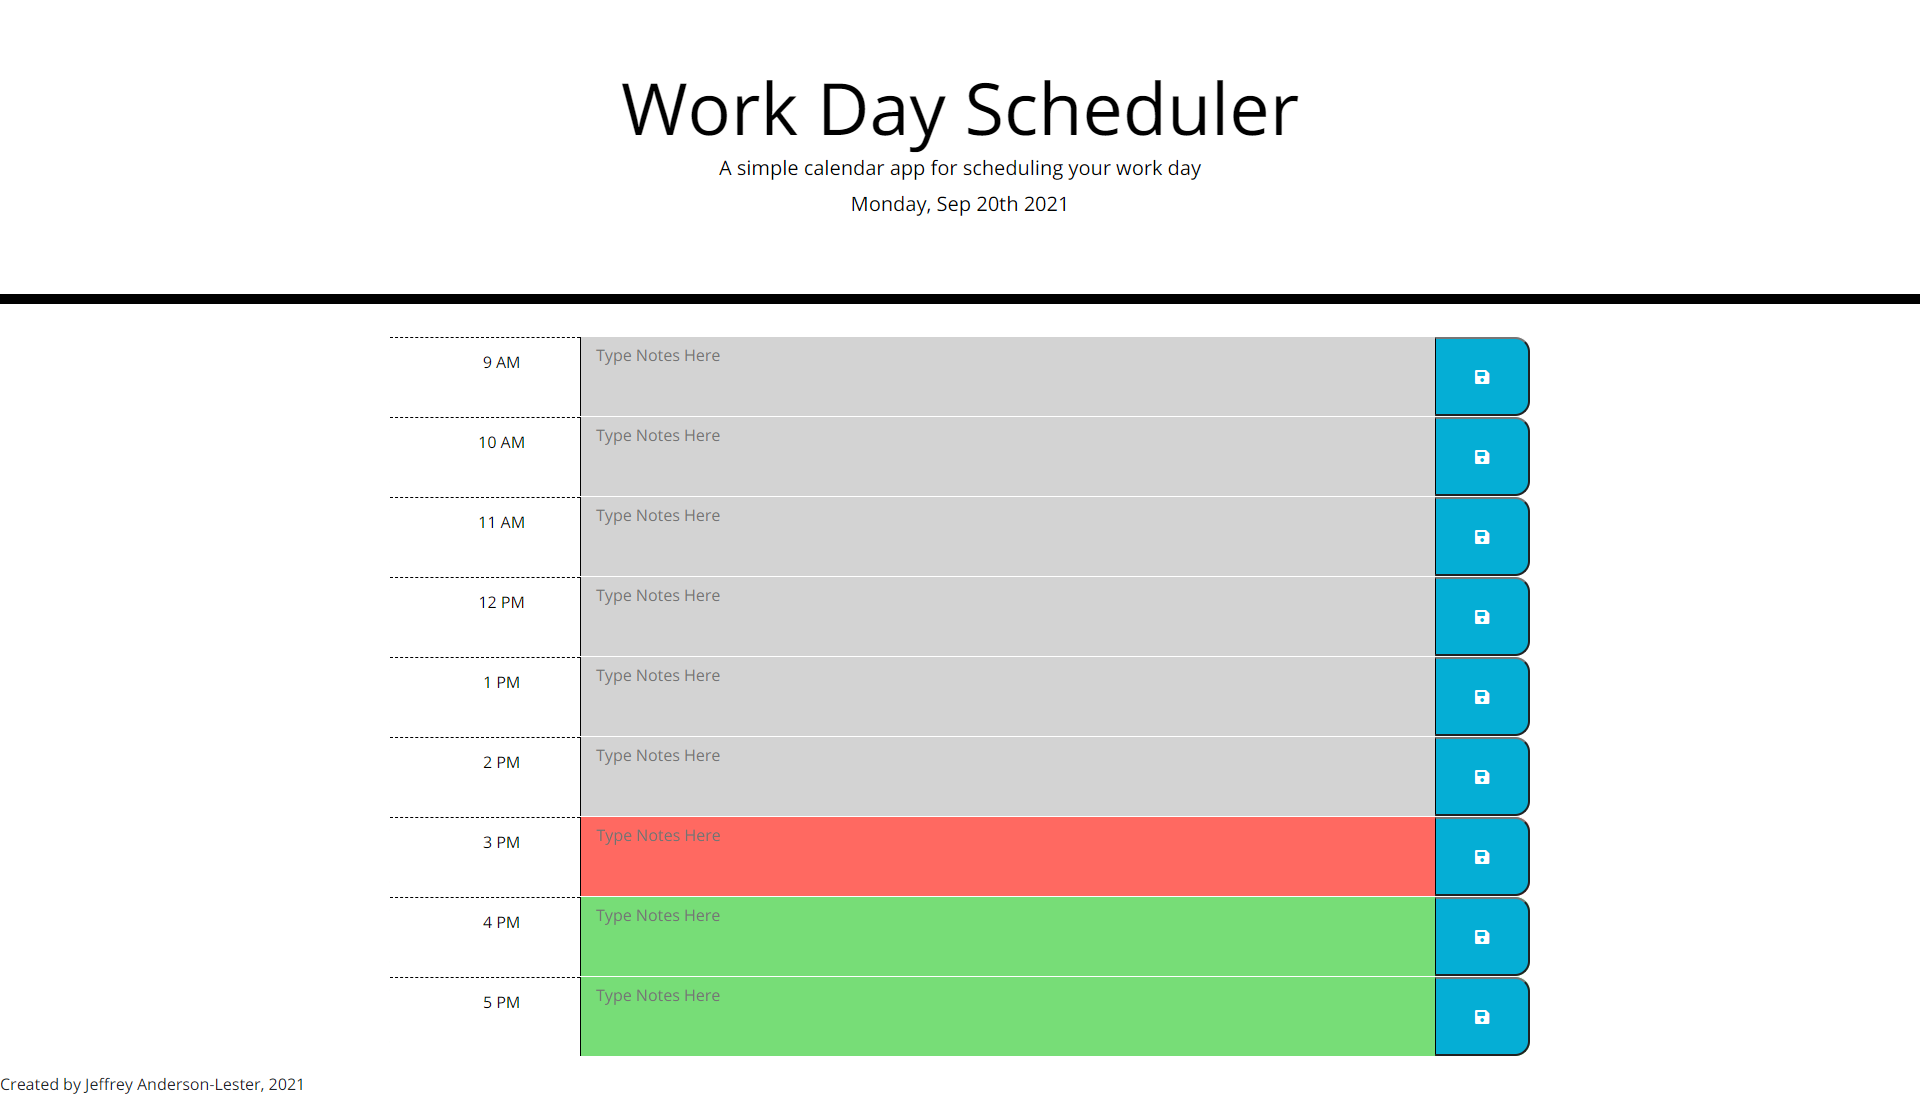 Work Day Scheduler
A simple calendar app for scheduling your work day
Monday, Sep 20th 2021
9 AM
Type Notes Here
10 AM
Type Notes Here
11 AM
Type Notes Here
12 PM
Type Notes Here
1 PM
Type Notes Here
2 PM
Type Notes Here
3 PM
Type Notes Here
4 PM
Type Notes Here
5 PM
Type Notes Here
Created by Jeffrey Anderson-Lester, 2021